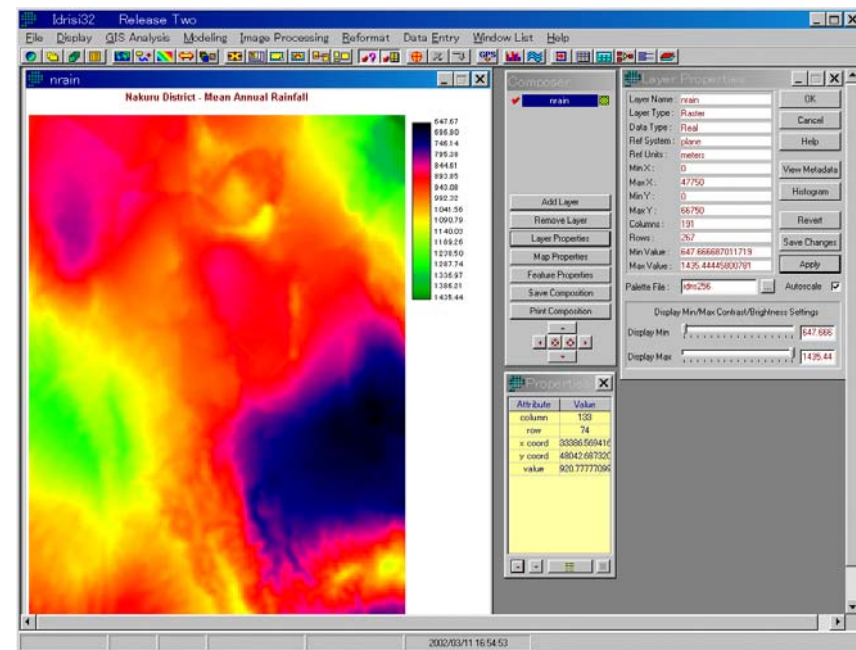 Idrisi32 Release Two
File Display GIS Analysis Modeling Image Processing Reformat Data Entry Window List Help
GPS
nrain
Nakuru District - Mean Annual Rainfall
647.67
696.90
746.14
795.38
844.61
893.85
943.08
992.32
1041.56
1090.79
1140.03
1189.26
1238.50
1287.74
1336.97
1386.21
1435.44
Composer
nrain
Add Layer
Remove Layer
Layer Properties
Map Properties
Feature Properties
Save Composition
Print Composition
Properties
Attribute Value
column 133
row 74
x coord 33386.569416
y coord 48042.687320
value 920.77777099
Layer Properties
Layer Name : nrain
Layer Type : Raster
Data Type : Real
Ref System : plane
Ref Units : meters
Min X : 0
Max X : 47750
Min Y : 0
Max Y : 66750
Columns : 191
Rows : 267
Min Value : 647.666687011719
Max Value : 1435.44445800781
OK
Cancel
Help
View Metadata
Histogram
Revert
Save Changes
Apply
Palette File : idris256 ... Autoscale
Display Min/Max Contrast/Brightness Settings
Display Min 647.666
Display Max 1435.44
2002/03/11 16:54:53